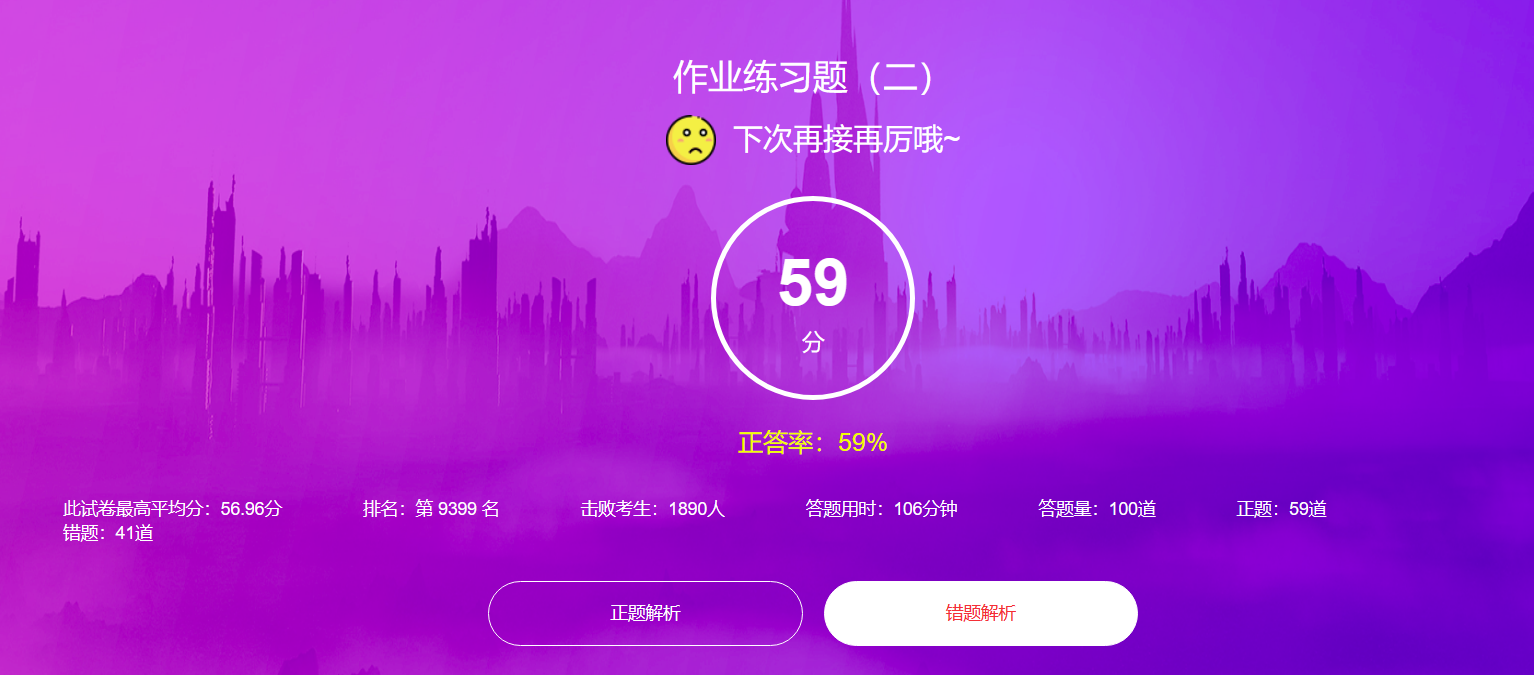 作业练习题（二）
下次再接再厉哦~
59
分
正答率：59%
此试卷最高平均分：56.96分 排名：第 9399 名 击败考生：1890人 答题用时：106分钟 答题量：100道 正题：59道
错题：41道
正题解析 错题解析